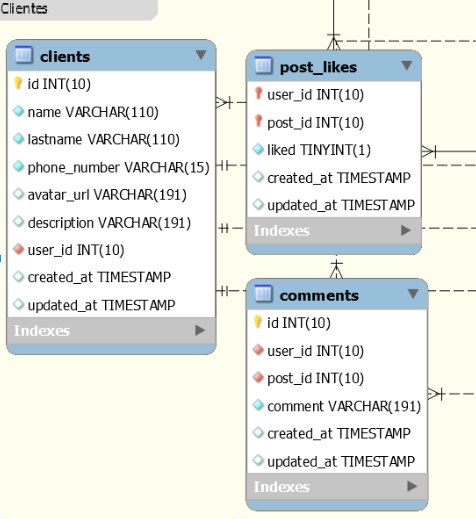 Clientes
clients
id INT(10)
name VARCHAR(110)
lastname VARCHAR(110)
phone_number VARCHAR(15)
avatar_url VARCHAR(191)
description VARCHAR(191)
user_id INT(10)
created_at TIMESTAMP
updated_at TIMESTAMP
Indexes
post_likes
user_id INT(10)
post_id INT(10)
liked TINYINT(1)
created_at TIMESTAMP
updated_at TIMESTAMP
Indexes
comments
id INT(10)
user_id INT(10)
post_id INT(10)
comment VARCHAR(191)
created_at TIMESTAMP
updated_at TIMESTAMP
Indexes